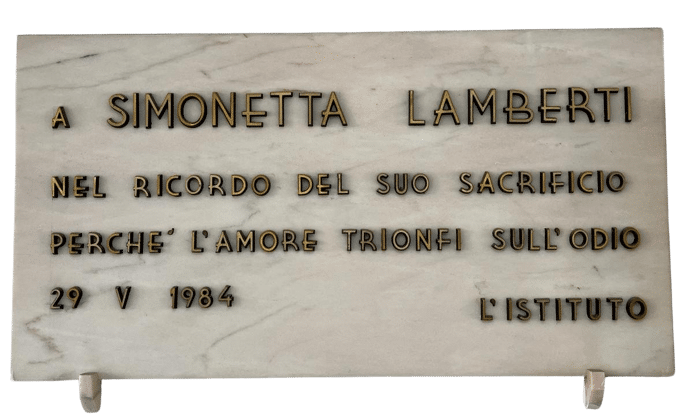 A SIMONETTA LAMBERTI
NEL RICORDO DEL SUO SACRIFICIO
PERCHE' L'AMORE TRIONFI SULL'ODIO
29 V 1984 L'ISTITUTO